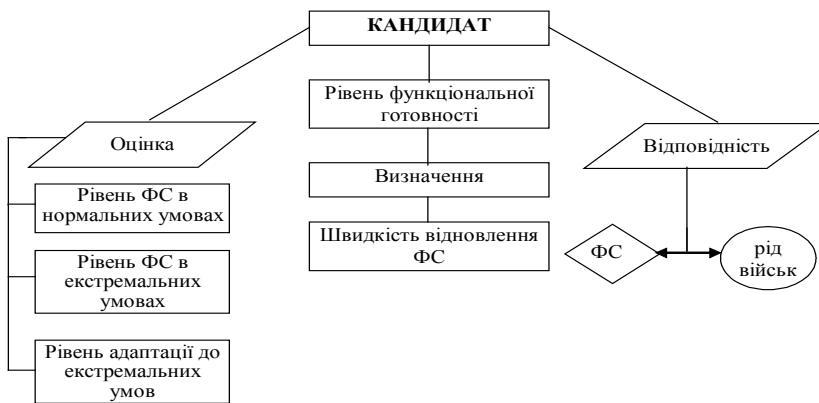 КАНДИДАТ
Рівень функціональної
готовності
Оцінка
Відповідність
Визначення
Рівень ФС в
нормальних умовах
Швидкість відновлення
ФС
ФС
рід
військ
Рівень ФС в
екстремальних
умовах
Рівень адаптації до
екстремальних
умов